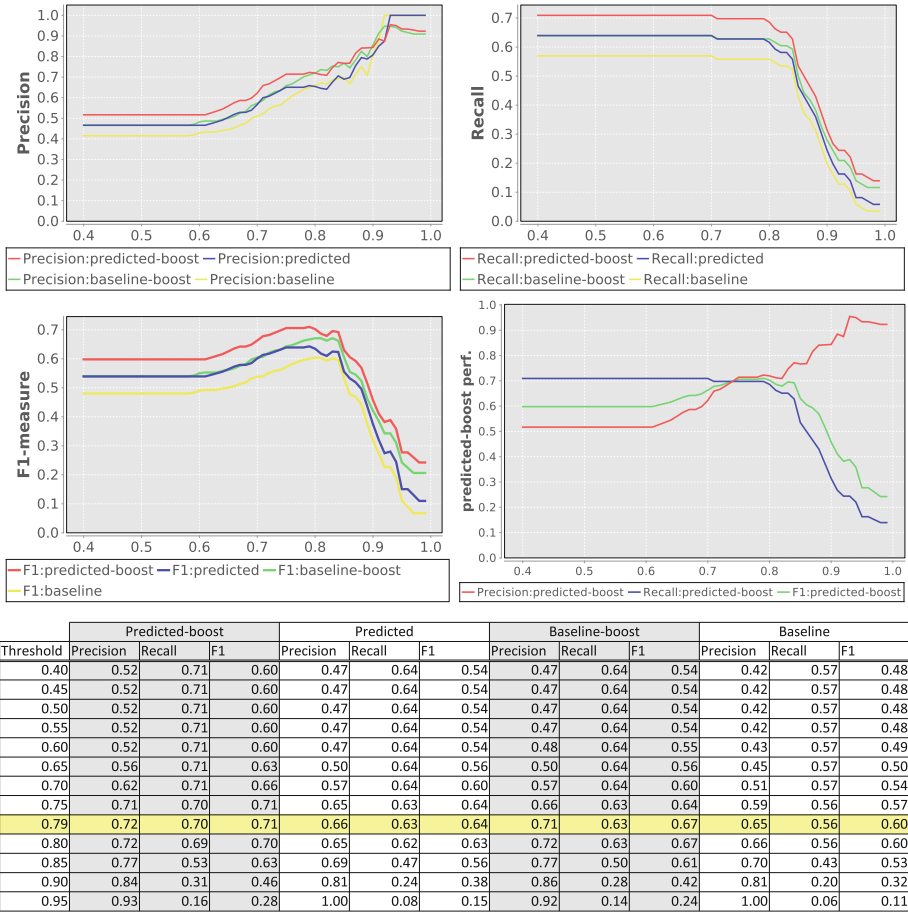 Precision
1.0
0.9
0.8
0.7
0.6
0.5
0.4
0.3
0.2
0.1
0.0
0.4 0.5 0.6 0.7 0.8 0.9 1.0
Precision:predicted-boost Precision:predicted
Precision:baseline-boost Precision:baseline
Recall
0.7
0.6
0.5
0.4
0.3
0.2
0.1
0.0
0.4 0.5 0.6 0.7 0.8 0.9 1.0
Recall:predicted-boost Recall:predicted
Recall:baseline-boost Recall:baseline
F1-measure
0.7
0.6
0.5
0.4
0.3
0.2
0.1
0.0
0.4 0.5 0.6 0.7 0.8 0.9 1.0
F1:predicted-boost F1:predicted F1:baseline-boost
F1:baseline
predicted-boost perf.
1.0
0.9
0.8
0.7
0.6
0.5
0.4
0.3
0.2
0.1
0.0
0.4 0.5 0.6 0.7 0.8 0.9 1.0
Precision:predicted-boost Recall:predicted-boost F1:predicted-boost
Predicted-boost Predicted Baseline-boost Baseline
Threshold Precision Recall F1 Precision Recall F1 Precision Recall F1 Precision Recall F1
0.40 0.52 0.71 0.60 0.47 0.64 0.54 0.47 0.64 0.54 0.42 0.57 0.48
0.45 0.52 0.71 0.60 0.47 0.64 0.54 0.47 0.64 0.54 0.42 0.57 0.48
0.50 0.52 0.71 0.60 0.47 0.64 0.54 0.47 0.64 0.54 0.42 0.57 0.48
0.55 0.52 0.71 0.60 0.47 0.64 0.54 0.47 0.64 0.54 0.42 0.57 0.48
0.60 0.52 0.71 0.60 0.47 0.64 0.54 0.48 0.64 0.55 0.43 0.57 0.49
0.65 0.56 0.71 0.63 0.50 0.64 0.56 0.50 0.64 0.56 0.45 0.57 0.50
0.70 0.62 0.71 0.66 0.57 0.64 0.60 0.57 0.64 0.60 0.51 0.57 0.54
0.75 0.71 0.70 0.71 0.65 0.63 0.64 0.66 0.63 0.64 0.59 0.56 0.57
0.79 0.72 0.70 0.71 0.66 0.63 0.64 0.71 0.63 0.67 0.65 0.56 0.60
0.80 0.72 0.69 0.70 0.65 0.62 0.63 0.72 0.63 0.67 0.66 0.56 0.60
0.85 0.77 0.53 0.63 0.69 0.47 0.56 0.77 0.50 0.61 0.70 0.43 0.53
0.90 0.84 0.31 0.46 0.81 0.24 0.38 0.86 0.28 0.42 0.81 0.20 0.32
0.95 0.93 0.16 0.28 1.00 0.08 0.15 0.92 0.14 0.24 1.00 0.06 0.11